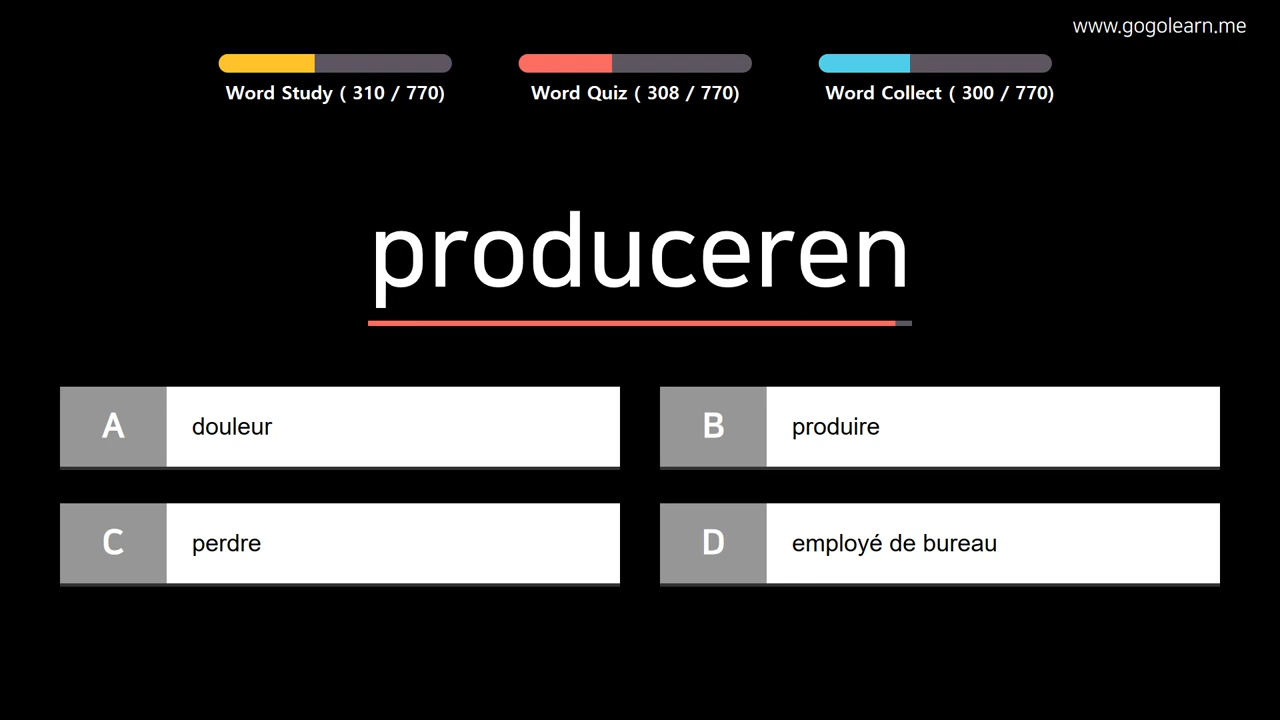 www.gogolearn.me
Word Study ( 310 / 770)
Word Quiz ( 308 / 770)
Word Collect ( 300 / 770)
produceren
A douleur
B produire
C perdre
D employé de bureau